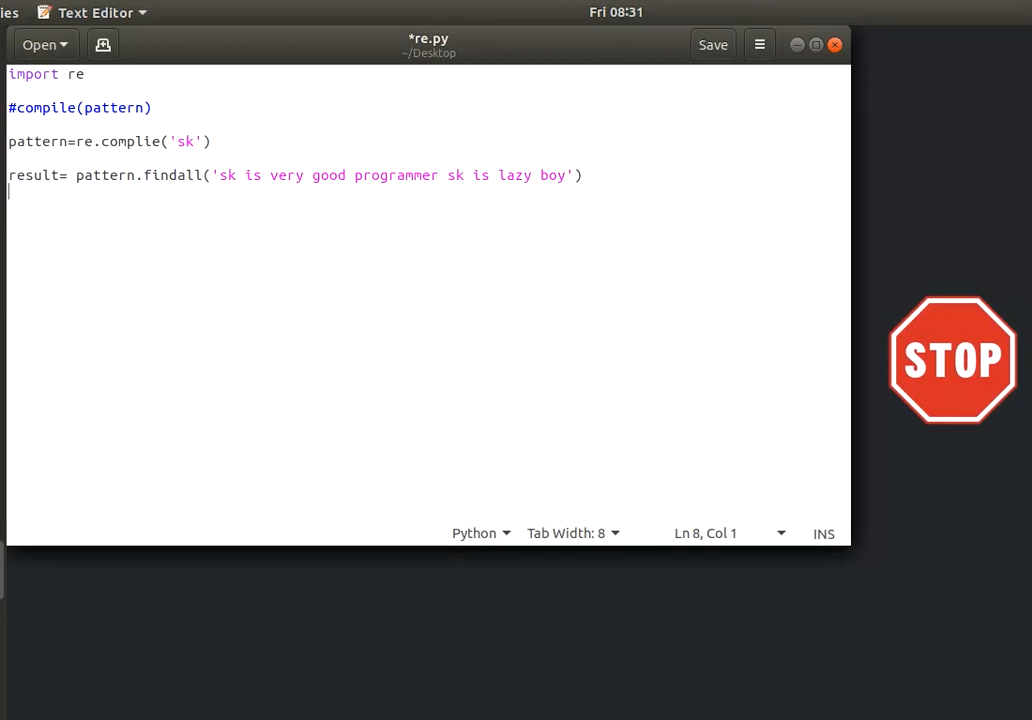 ies Text Editor Fri 08:31
Open *re.py Save
~/Desktop
import re
#compile(pattern)
pattern=re.complie('sk')
result= pattern.findall('sk is very good programmer sk is lazy boy')
STOP
Python Tab Width: 8 Ln 8, Col 1 INS